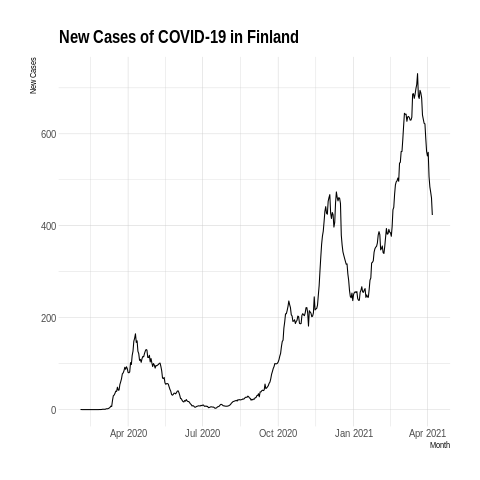 New Cases of COVID-19 in Finland
New Cases
600
400
200
0
Apr 2020
Jul 2020
Oct 2020
Jan 2021
Apr 2021
Month